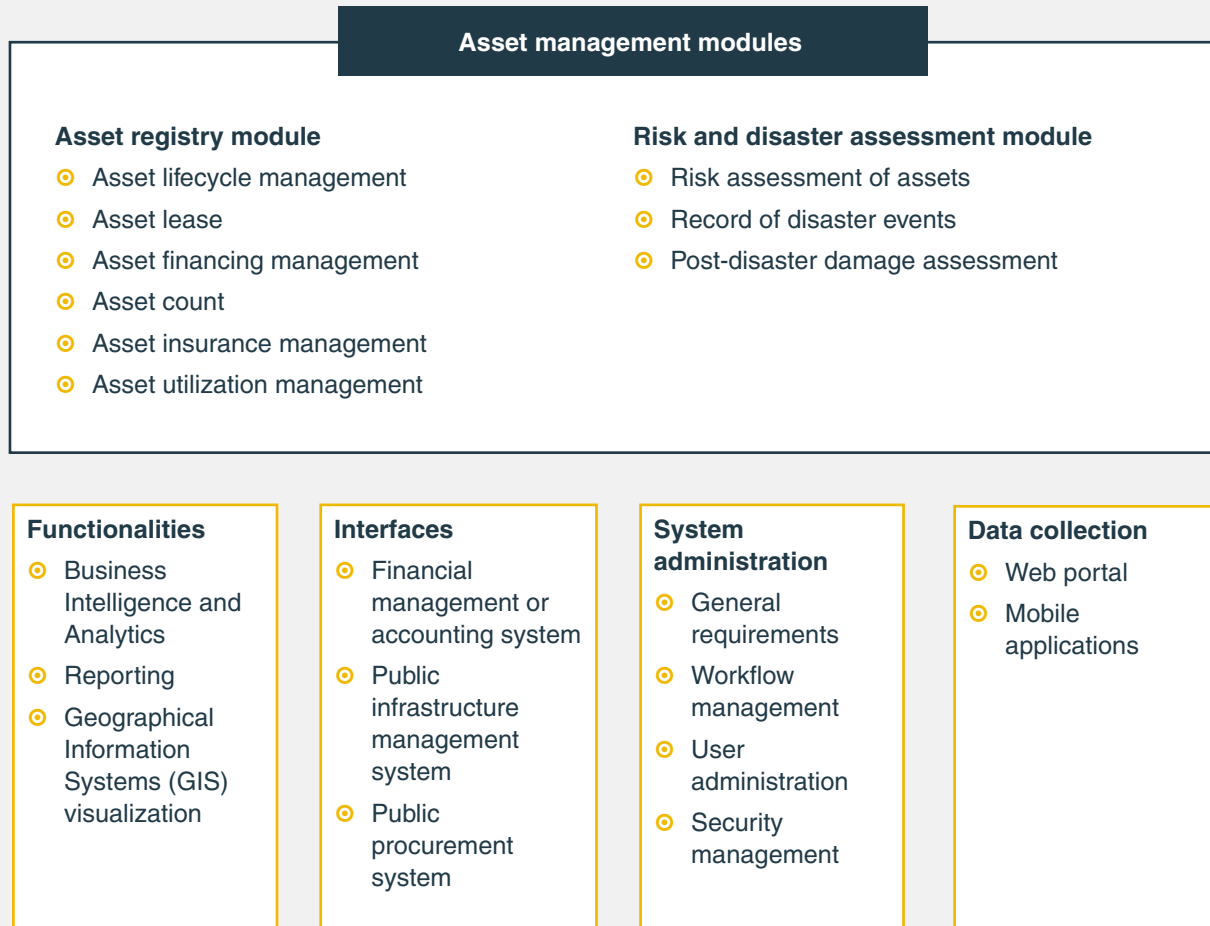 Asset management modules
Asset registry module
Asset lifecycle management
Asset lease
Asset financing management
Asset count
Asset insurance management
Asset utilization management
Risk and disaster assessment module
Risk assessment of assets
Record of disaster events
Post-disaster damage assessment
Functionalities
Business
Intelligence and
Analytics
Reporting
Geographical
Information
Systems (GIS)
visualization
Interfaces
Financial
management or
accounting system
Public
infrastructure
management
system
Public
procurement
system
System
administration
General
requirements
Workflow
management
User
administration
Security
management
Data collection
Web portal
Mobile
applications